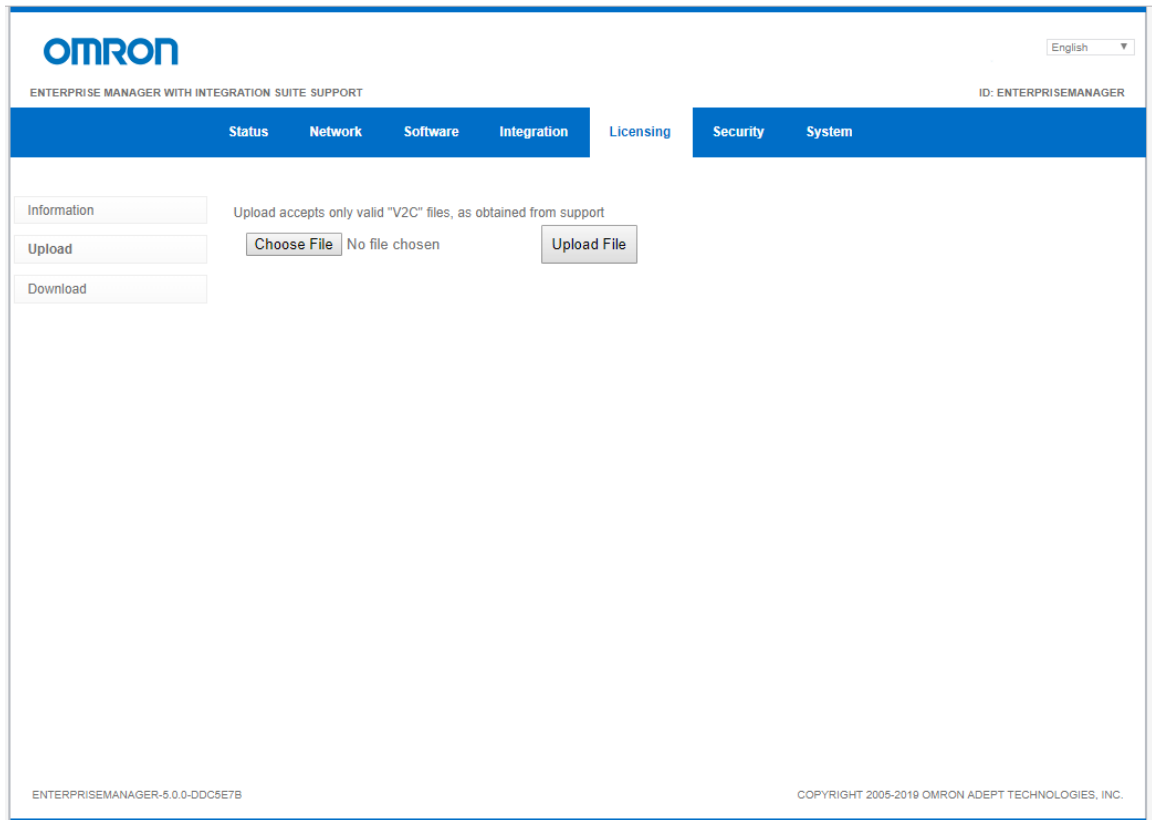 OMRON
English
ENTERPRISE MANAGER WITH INTEGRATION SUITE SUPPORT
ID: ENTERPRISEMANAGER
Status Network Software Integration Licensing Security System
Information
Upload
Download
Upload accepts only valid "V2C" files, as obtained from support
Choose File No file chosen Upload File
ENTERPRISEMANAGER-5.0.0-DDC5E7B
COPYRIGHT 2005-2019 OMRON ADEPT TECHNOLOGIES, INC.